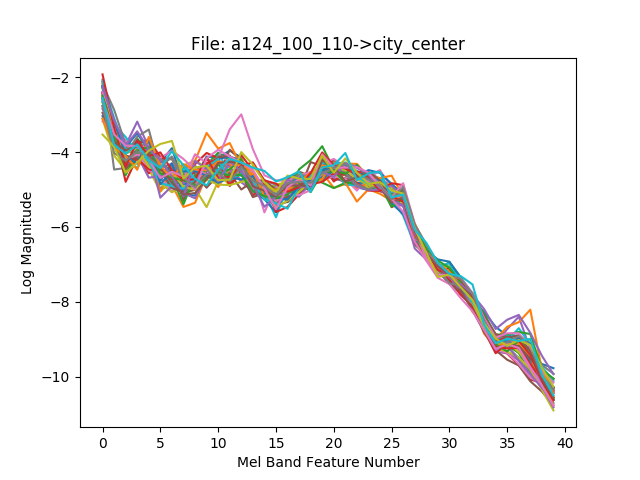 File: a124_100_110->city_center
−2
−4
−6
−8
−10
Log Magnitude
0 5 10 15 20 25 30 35 40
Mel Band Feature Number